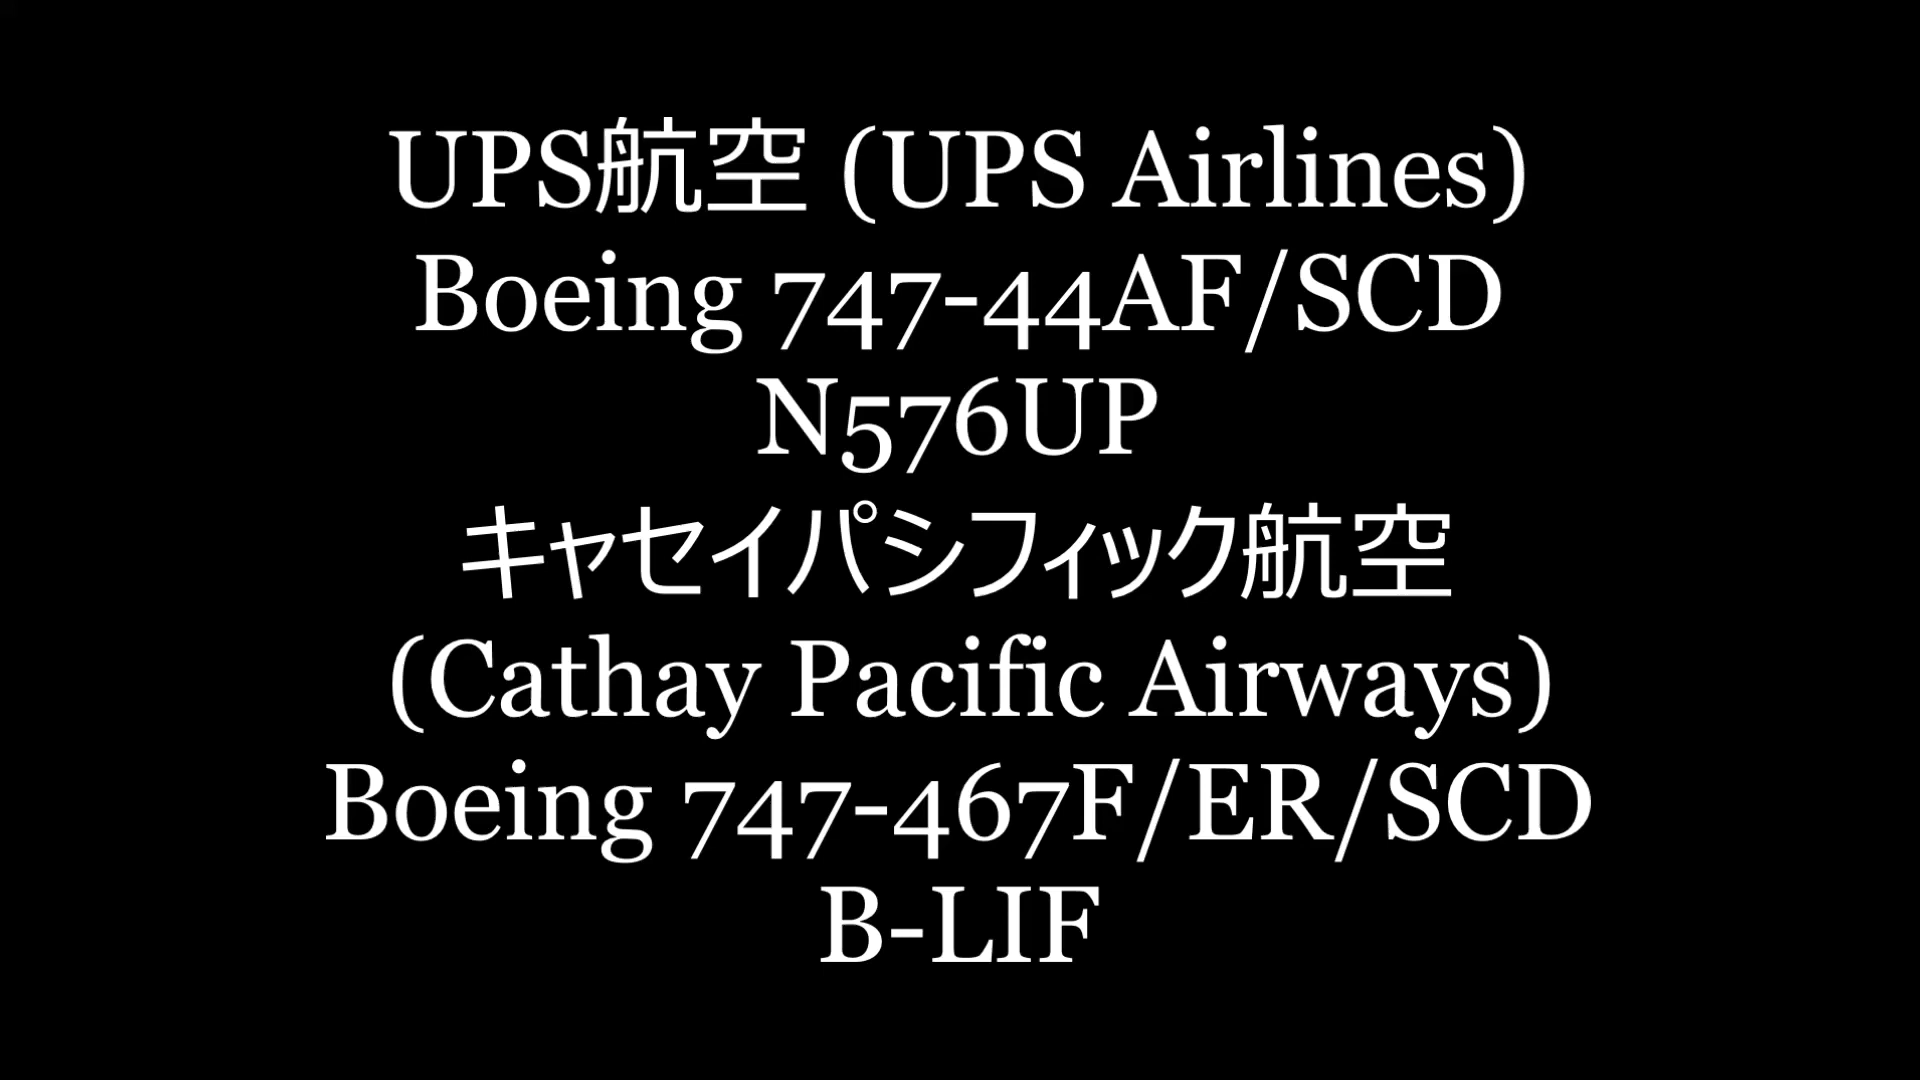 UPS航空 (UPS Airlines)
Boeing 747-44AF/SCD
N576UP
キャセイパシフィック航空
(Cathay Pacific Airways)
Boeing 747-467F/ER/SCD
B-LIF